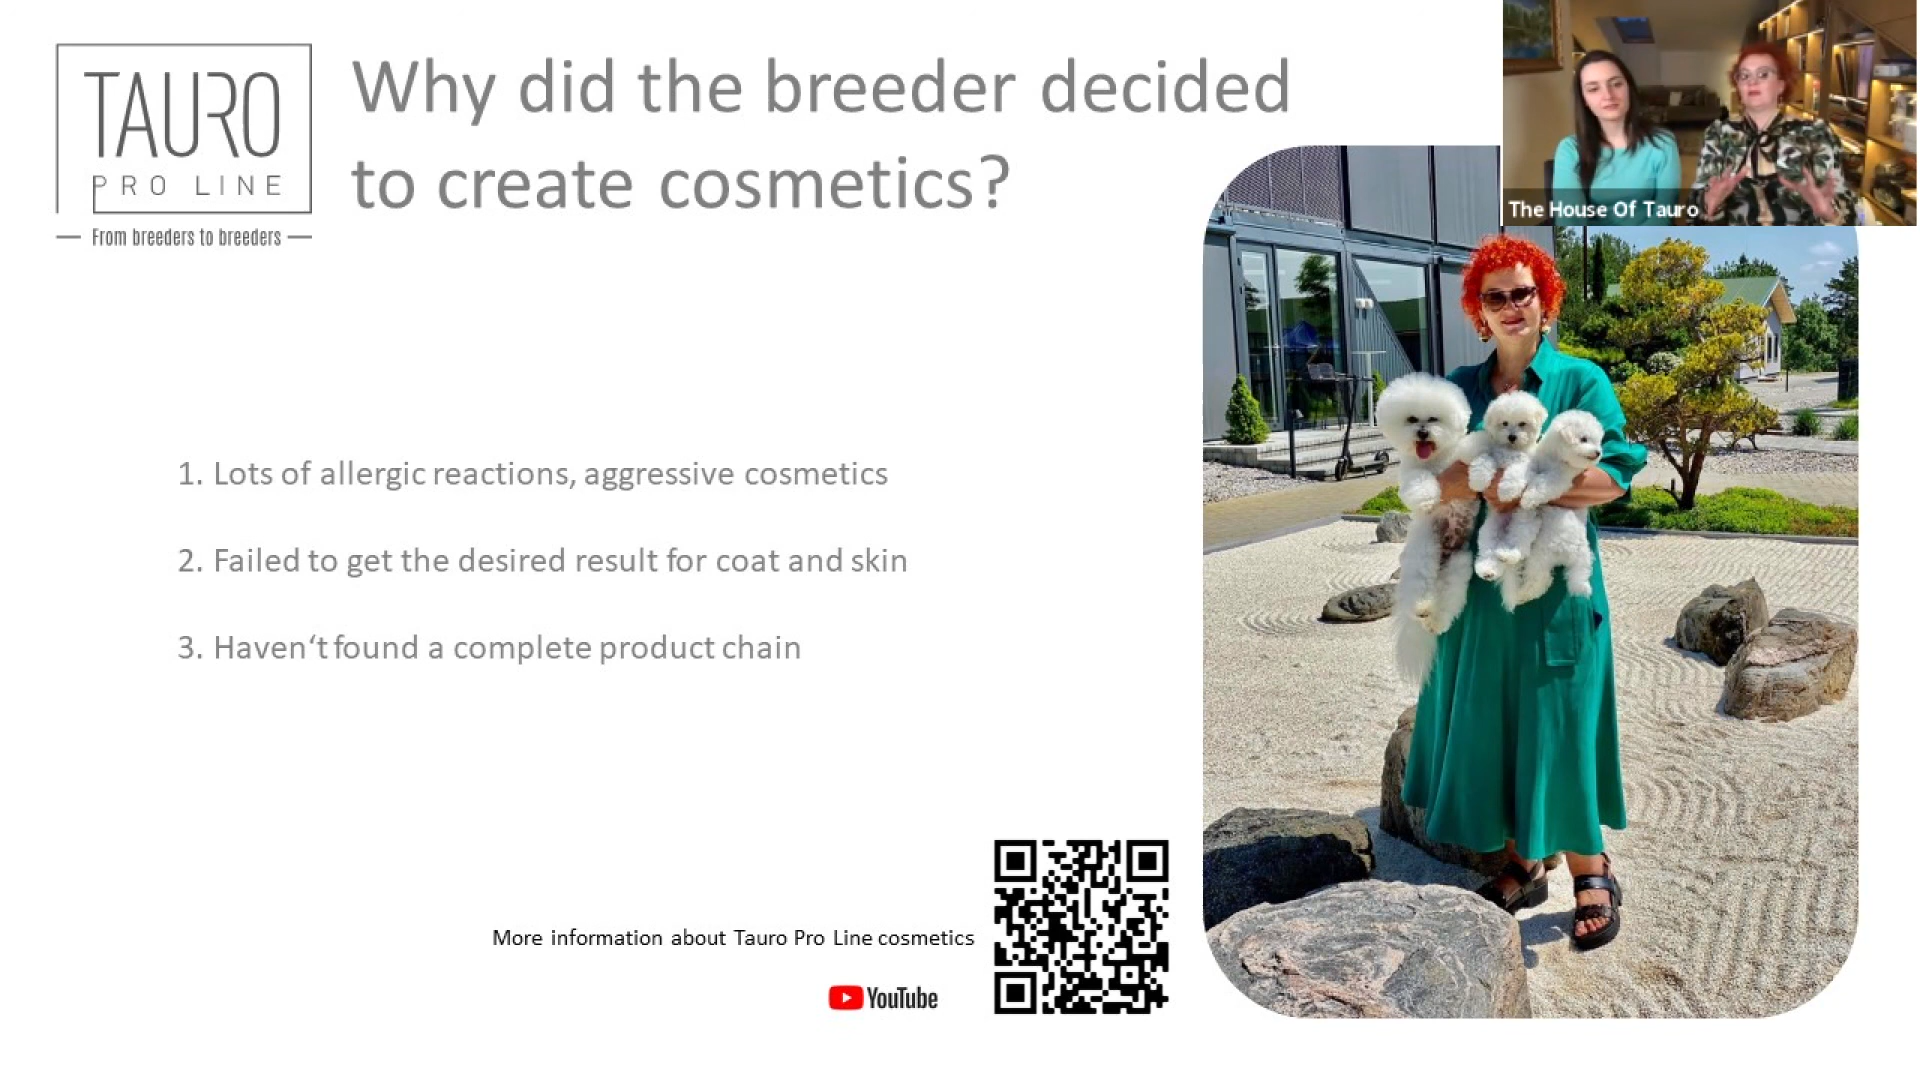 TAURO
PRO LINE
From breeders to breeders
Why did the breeder decided
to create cosmetics?
The House Of Tauro
1. Lots of allergic reactions, aggressive cosmetics
2. Failed to get the desired result for coat and skin
3. Haven‘t found a complete product chain
More information about Tauro Pro Line cosmetics
YouTube